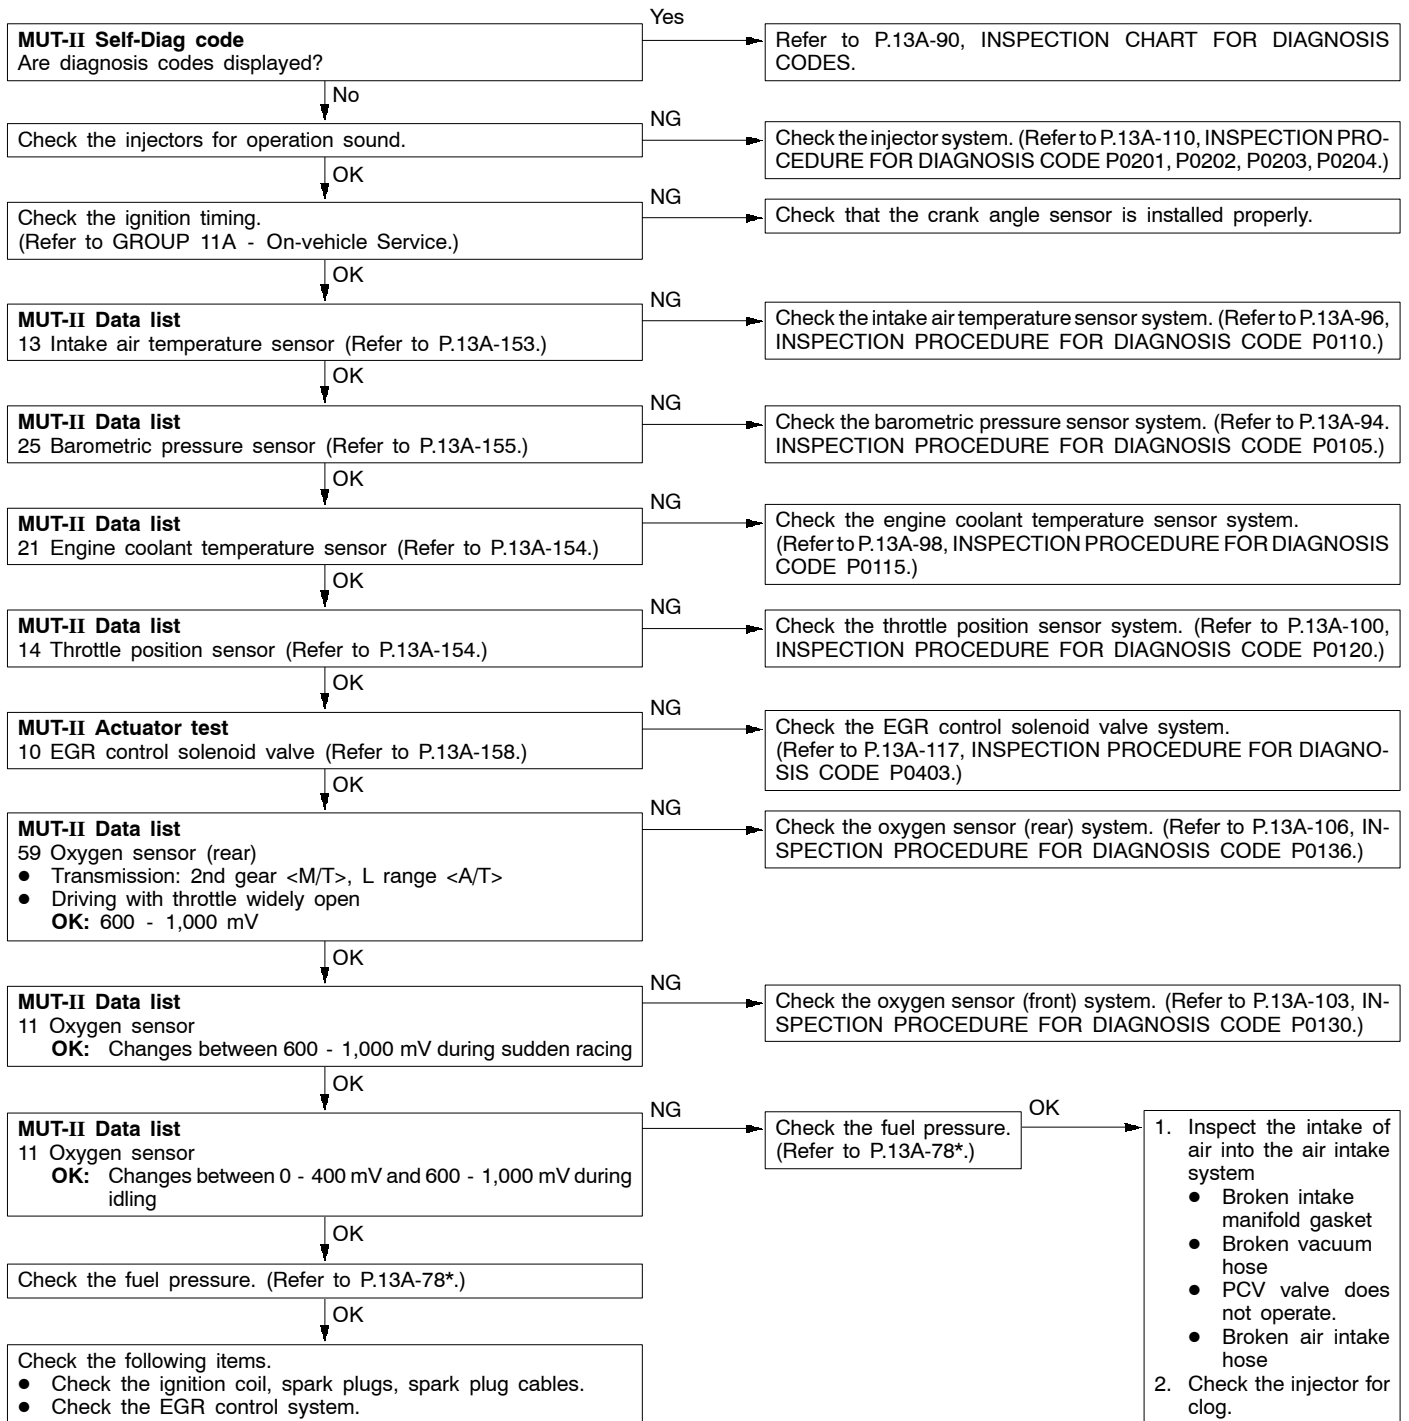 MUT-II Self-Diag code
Are diagnosis codes displayed?
Yes
Refer to P.13A-90, INSPECTION CHART FOR DIAGNOSIS
CODES.
No
Check the injectors for operation sound.
NG
Check the injector system. (Refer to P.13A-110, INSPECTION PRO-
CEDURE FOR DIAGNOSIS CODE P0201, P0202, P0203, P0204.)
OK
Check the ignition timing.
(Refer to GROUP 11A - On-vehicle Service.)
NG
Check that the crank angle sensor is installed properly.
OK
MUT-II Data list
13 Intake air temperature sensor (Refer to P.13A-153.)
NG
Check the intake air temperature sensor system. (Refer to P.13A-96,
INSPECTION PROCEDURE FOR DIAGNOSIS CODE P0110.)
OK
MUT-II Data list
25 Barometric pressure sensor (Refer to P.13A-155.)
NG
Check the barometric pressure sensor system. (Refer to P.13A-94.
INSPECTION PROCEDURE FOR DIAGNOSIS CODE P0105.)
OK
MUT-II Data list
21 Engine coolant temperature sensor (Refer to P.13A-154.)
NG
Check the engine coolant temperature sensor system.
(Refer to P.13A-98, INSPECTION PROCEDURE FOR DIAGNOSIS
CODE P0115.)
OK
MUT-II Data list
14 Throttle position sensor (Refer to P.13A-154.)
NG
Check the throttle position sensor system. (Refer to P.13A-100,
INSPECTION PROCEDURE FOR DIAGNOSIS CODE P0120.)
OK
MUT-II Actuator test
10 EGR control solenoid valve (Refer to P.13A-158.)
NG
Check the EGR control solenoid valve system.
(Refer to P.13A-117, INSPECTION PROCEDURE FOR DIAGNO-
SIS CODE P0403.)
OK
MUT-II Data list
59 Oxygen sensor (rear)
● Transmission: 2nd gear <M/T>, L range <A/T>
● Driving with throttle widely open
OK: 600 - 1,000 mV
NG
Check the oxygen sensor (rear) system. (Refer to P.13A-106, IN-
SPECTION PROCEDURE FOR DIAGNOSIS CODE P0136.)
OK
MUT-II Data list
11 Oxygen sensor
OK: Changes between 600 - 1,000 mV during sudden racing
NG
Check the oxygen sensor (front) system. (Refer to P.13A-103, IN-
SPECTION PROCEDURE FOR DIAGNOSIS CODE P0130.)
OK
MUT-II Data list
11 Oxygen sensor
OK: Changes between 0 - 400 mV and 600 - 1,000 mV during
idling
NG
Check the fuel pressure.
(Refer to P.13A-78*.)
OK
1. Inspect the intake of
air into the air intake
system
● Broken intake
manifold gasket
● Broken vacuum
hose
● PCV valve does
not operate.
● Broken air intake
hose
2. Check the injector for
clog.
OK
Check the fuel pressure. (Refer to P.13A-78*.)
OK
Check the following items.
● Check the ignition coil, spark plugs, spark plug cables.
● Check the EGR control system.